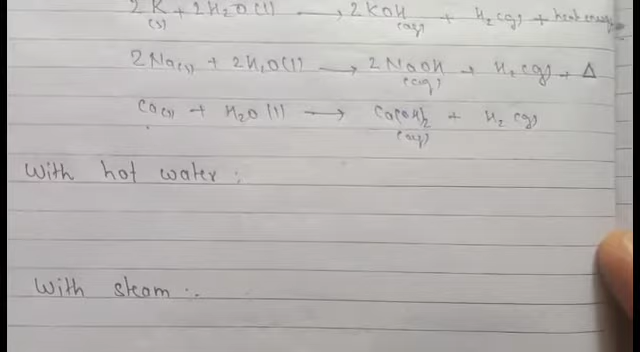 2K(s) + 2H₂O(l) → 2KOH(aq) + H₂(g) + heat energy
2Na(s) + 2H₂O(l) → 2NaOH(aq) + H₂(g) + Δ
Ca(s) + H₂O(l) → Ca(OH)₂(aq) + H₂(g)
With hot water :
With steam :-